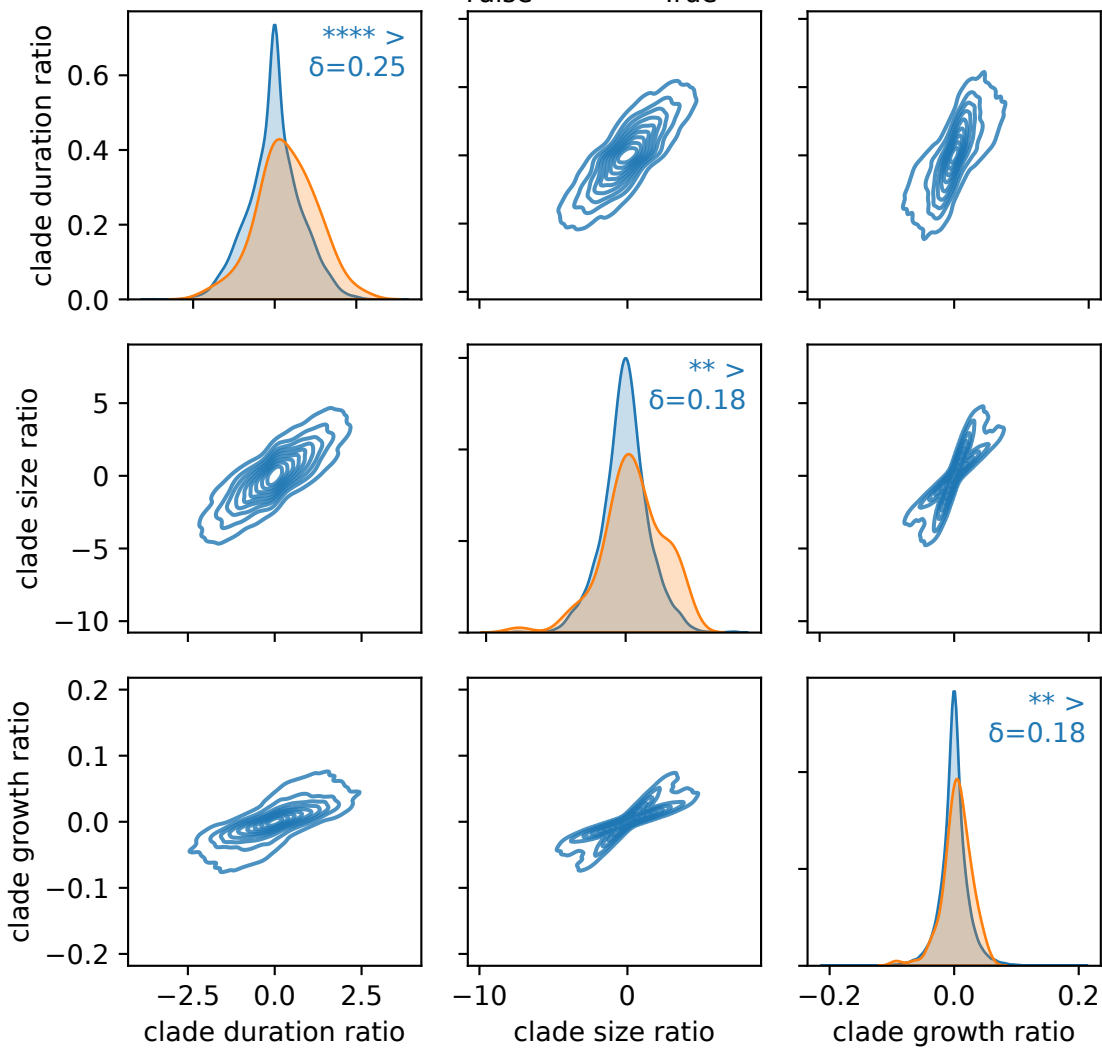 clade duration ratio
0.6
0.4
0.2
0.0
**** >
δ=0.25
clade size ratio
5
0
−5
−10
** >
δ=0.18
clade growth ratio
0.2
0.1
0.0
−0.1
−0.2
** >
δ=0.18
−2.5 0.0 2.5
−10 0
−0.2 0.0 0.2
clade duration ratio
clade size ratio
clade growth ratio